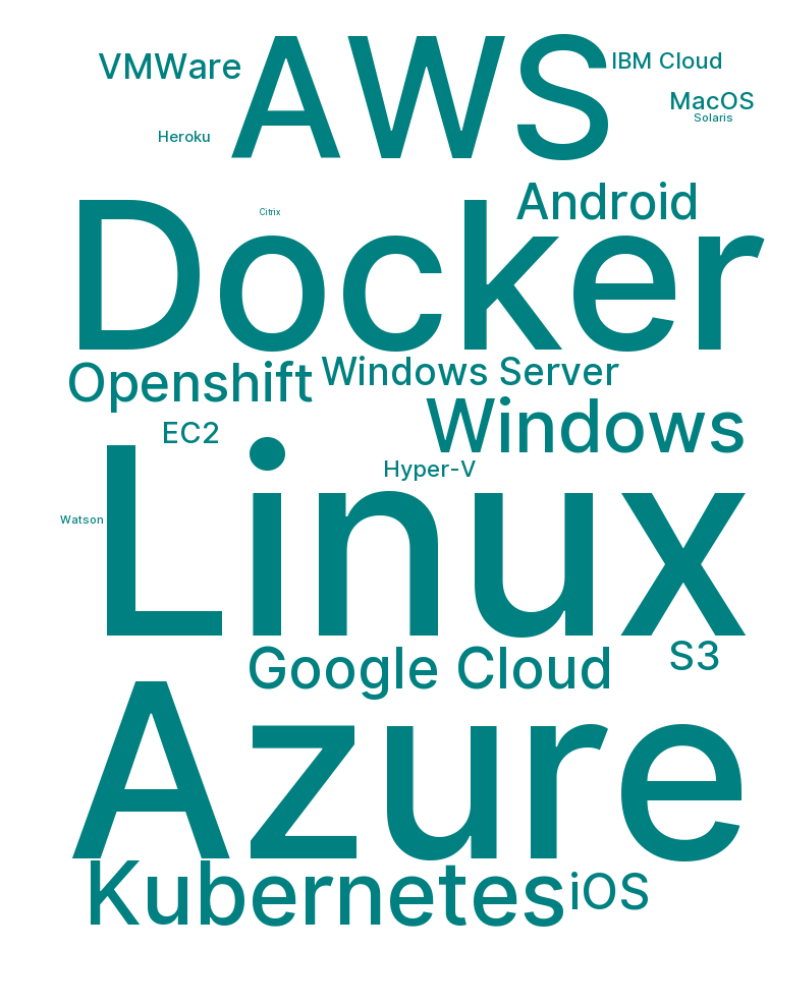 AWS
VMWare
IBM Cloud
MacOS
Solaris
Heroku
Android
Citrix
Docker
Openshift
Windows Server
Windows
EC2
Hyper-V
Linux
Watson
Google Cloud
S3
Azure
Kubernetes
iOS